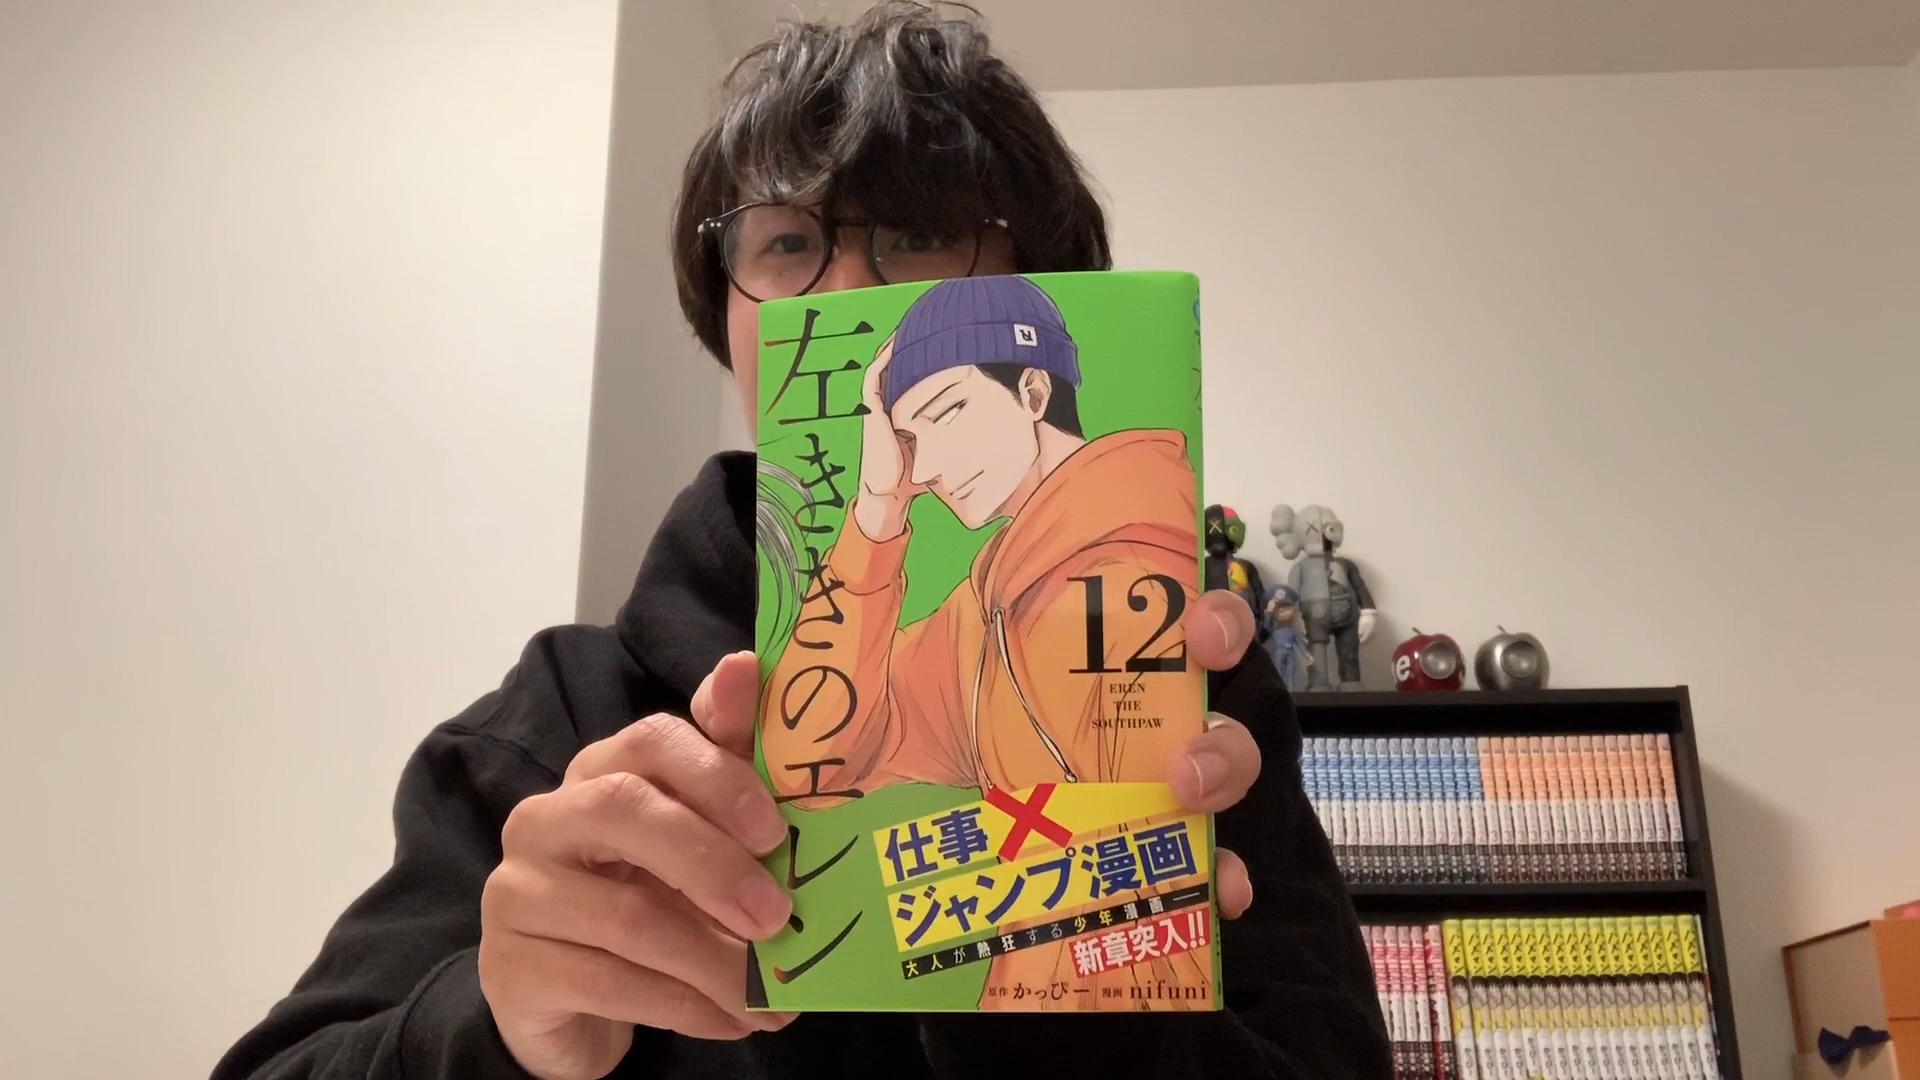 左ききのエレン
12
EREN
THE
SOUTHPAW
仕事×
ジャンプ漫画
大人が熱狂する少年漫画
新章突入!!
原作 かっぴー 漫画 nifuni